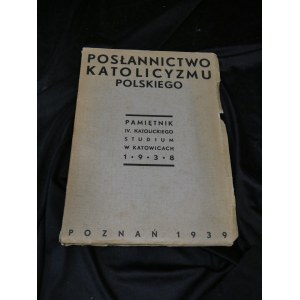 POSŁANNICTWO
KATOLICYZMU
POLSKIEGO
PAMIĘTNIK
IV. KATOLICKIEGO
STUDIUM
W KATOWICACH
1•9•3•8
POZNAŃ 1939